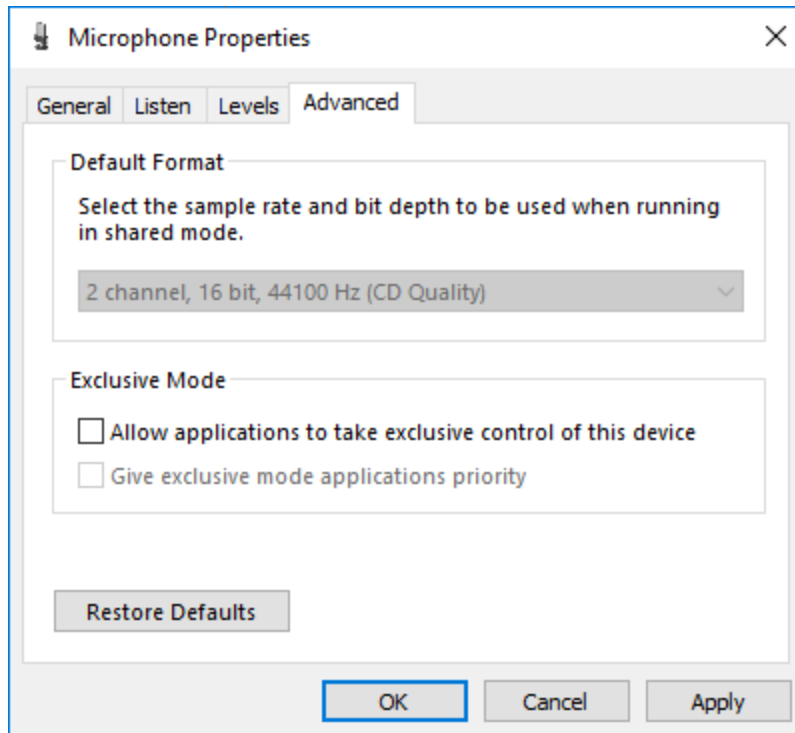 Microphone Properties
General Listen Levels Advanced
Default Format
Select the sample rate and bit depth to be used when running
in shared mode.
2 channel, 16 bit, 44100 Hz (CD Quality)
Exclusive Mode
Allow applications to take exclusive control of this device
Give exclusive mode applications priority
Restore Defaults
OK Cancel Apply